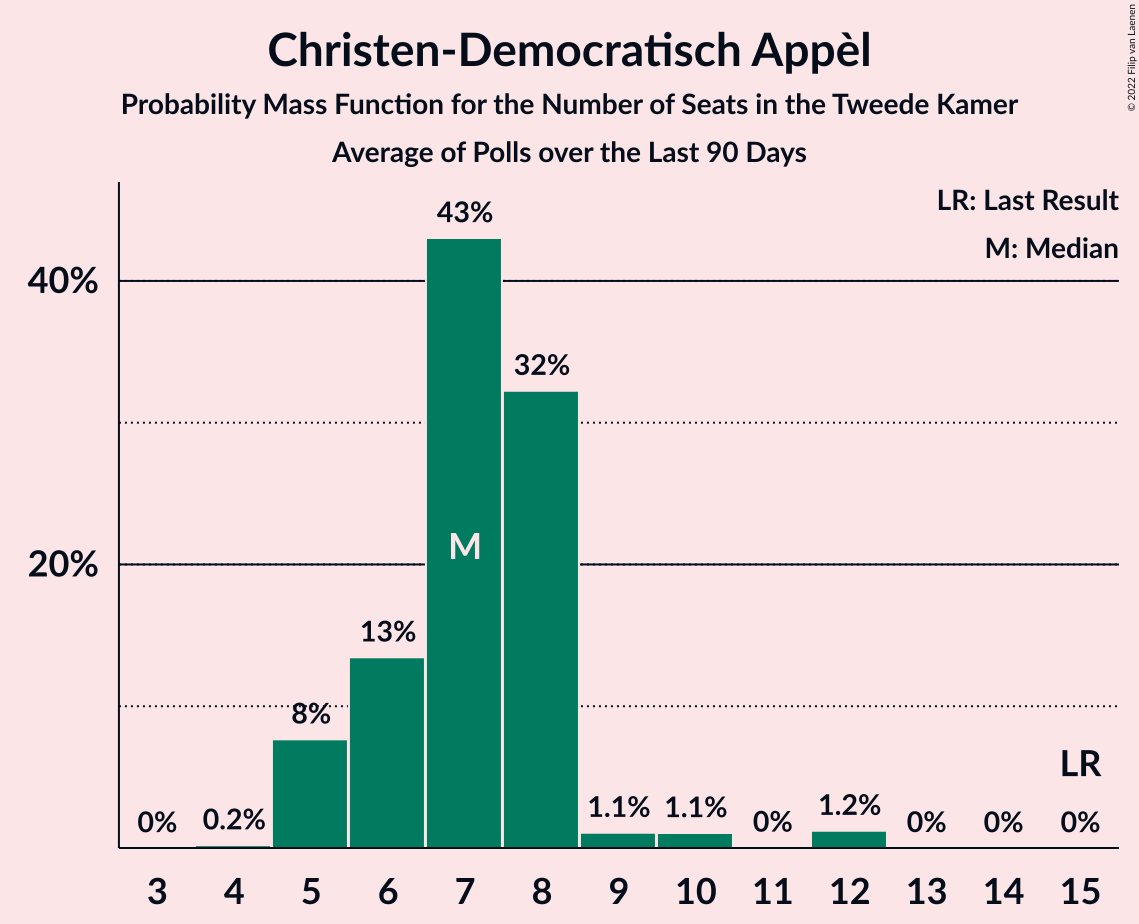 Christen-Democratisch Appèl
Probability Mass Function for the Number of Seats in the Tweede Kamer
Average of Polls over the Last 90 Days
© 2022 Filip van Laenen
LR: Last Result
M: Median
40%
20%
0%
0.2%
8%
13%
43%
M
32%
1.1%
1.1%
0%
1.2%
0%
0%
LR
0%
3 4 5 6 7 8 9 10 11 12 13 14 15